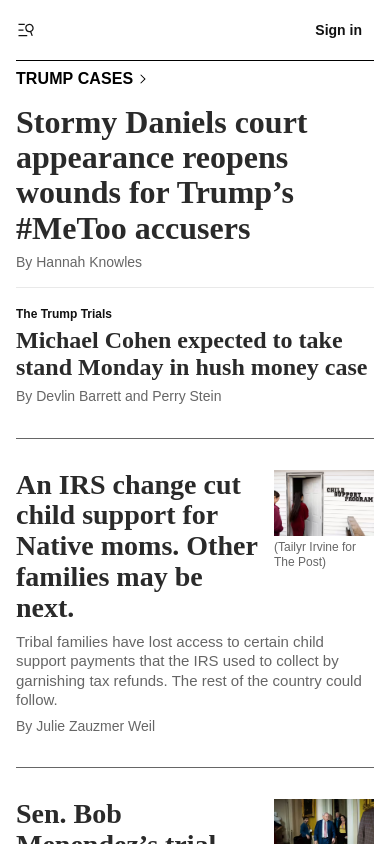 Sign in
TRUMP CASES
Stormy Daniels court
appearance reopens
wounds for Trump’s
#MeToo accusers
By Hannah Knowles
The Trump Trials
Michael Cohen expected to take
stand Monday in hush money case
By Devlin Barrett and Perry Stein
An IRS change cut
child support for
Native moms. Other
families may be
next.
CHILD
SUPPORT
PROGRAM
(Tailyr Irvine for
The Post)
Tribal families have lost access to certain child
support payments that the IRS used to collect by
garnishing tax refunds. The rest of the country could
follow.
By Julie Zauzmer Weil
Sen. Bob
Menendez’s trial